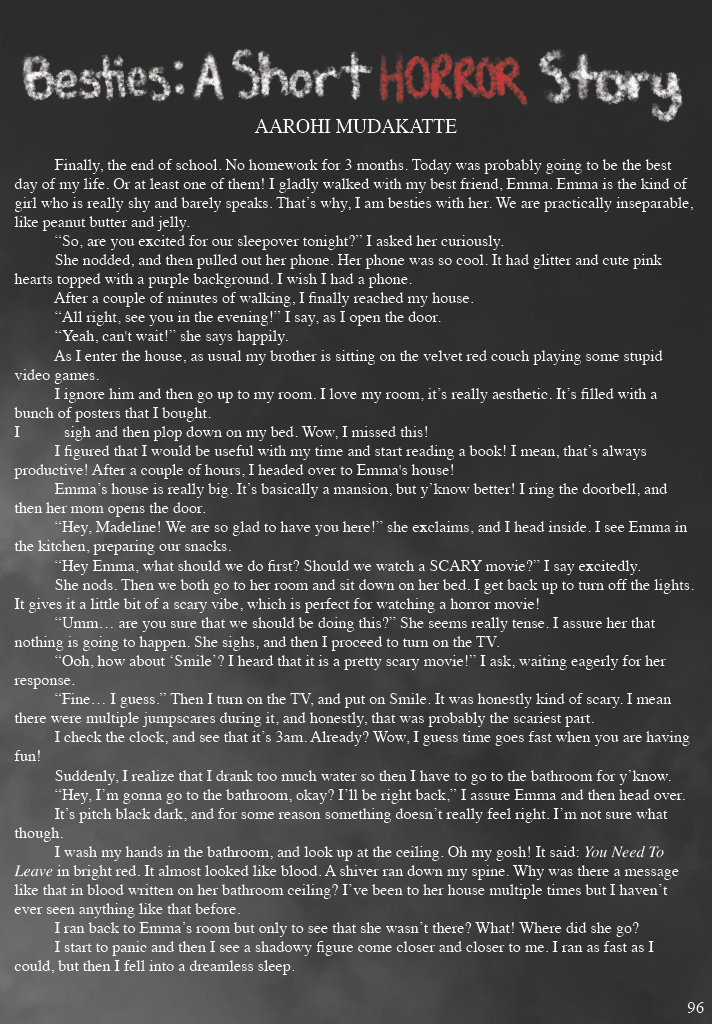 Besties: A Short HORROR Story
AAROHI MUDAKATTE
Finally, the end of school. No homework for 3 months. Today was probably going to be the best
day of my life. Or at least one of them! I gladly walked with my best friend, Emma. Emma is the kind of
girl who is really shy and barely speaks. That’s why, I am besties with her. We are practically inseparable,
like peanut butter and jelly.
“So, are you excited for our sleepover tonight?” I asked her curiously.
She nodded, and then pulled out her phone. Her phone was so cool. It had glitter and cute pink
hearts topped with a purple background. I wish I had a phone.
After a couple of minutes of walking, I finally reached my house.
“All right, see you in the evening!” I say, as I open the door.
“Yeah, can't wait!” she says happily.
As I enter the house, as usual my brother is sitting on the velvet red couch playing some stupid
video games.
I ignore him and then go up to my room. I love my room, it’s really aesthetic. It’s filled with a
bunch of posters that I bought.
I sigh and then plop down on my bed. Wow, I missed this!
I figured that I would be useful with my time and start reading a book! I mean, that’s always
productive! After a couple of hours, I headed over to Emma's house!
Emma’s house is really big. It’s basically a mansion, but y’know better! I ring the doorbell, and
then her mom opens the door.
“Hey, Madeline! We are so glad to have you here!” she exclaims, and I head inside. I see Emma in
the kitchen, preparing our snacks.
“Hey Emma, what should we do first? Should we watch a SCARY movie?” I say excitedly.
She nods. Then we both go to her room and sit down on her bed. I get back up to turn off the lights.
It gives it a little bit of a scary vibe, which is perfect for watching a horror movie!
“Umm… are you sure that we should be doing this?” She seems really tense. I assure her that
nothing is going to happen. She sighs, and then I proceed to turn on the TV.
“Ooh, how about ‘Smile’? I heard that it is a pretty scary movie!” I ask, waiting eagerly for her
response.
“Fine… I guess.” Then I turn on the TV, and put on Smile. It was honestly kind of scary. I mean
there were multiple jumpscares during it, and honestly, that was probably the scariest part.
I check the clock, and see that it’s 3am. Already? Wow, I guess time goes fast when you are having
fun!
Suddenly, I realize that I drank too much water so then I have to go to the bathroom for y’know.
“Hey, I’m gonna go to the bathroom, okay? I’ll be right back,” I assure Emma and then head over.
It’s pitch black dark, and for some reason something doesn’t really feel right. I’m not sure what
though.
I wash my hands in the bathroom, and look up at the ceiling. Oh my gosh! It said: You Need To
Leave in bright red. It almost looked like blood. A shiver ran down my spine. Why was there a message
like that in blood written on her bathroom ceiling? I’ve been to her house multiple times but I haven’t
ever seen anything like that before.
I ran back to Emma’s room but only to see that she wasn’t there? What! Where did she go?
I start to panic and then I see a shadowy figure come closer and closer to me. I ran as fast as I
could, but then I fell into a dreamless sleep.
96